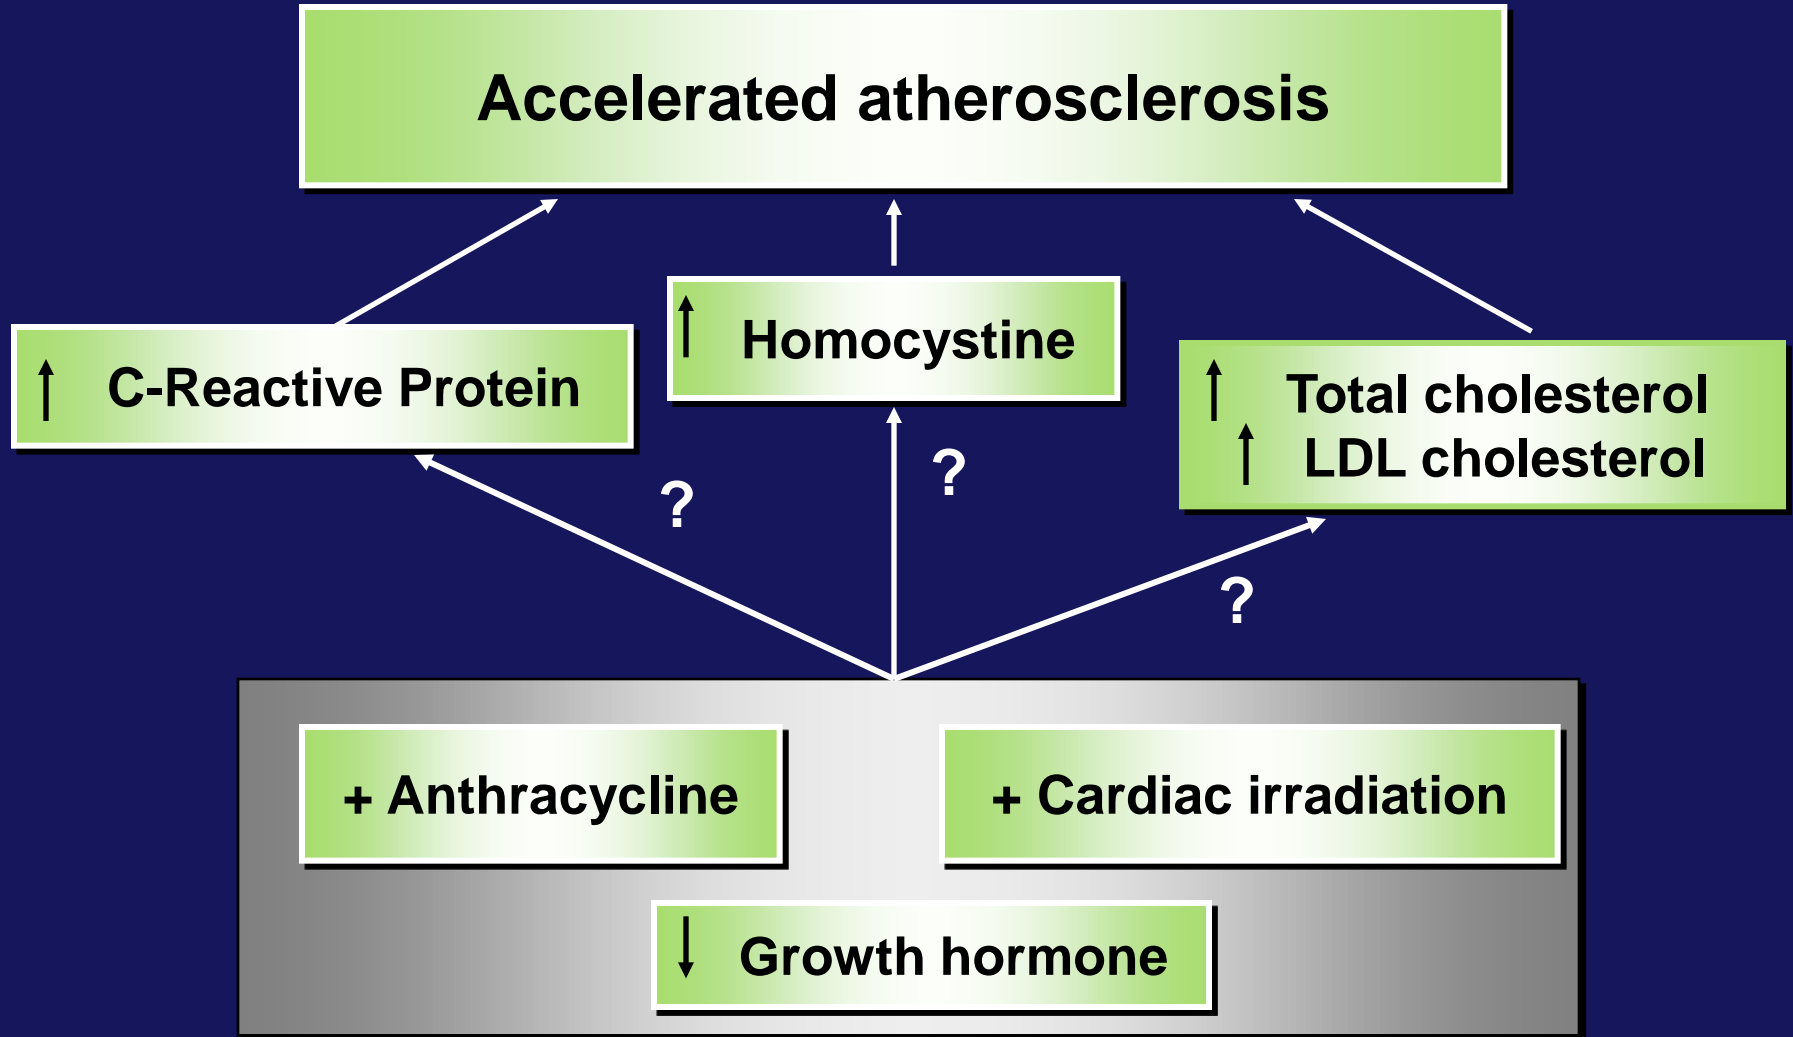 Accelerated atherosclerosis
↑ Homocystine
↑ C-Reactive Protein
↑ Total cholesterol
↑ LDL cholesterol
?
?
?
+ Anthracycline
+ Cardiac irradiation
↓ Growth hormone